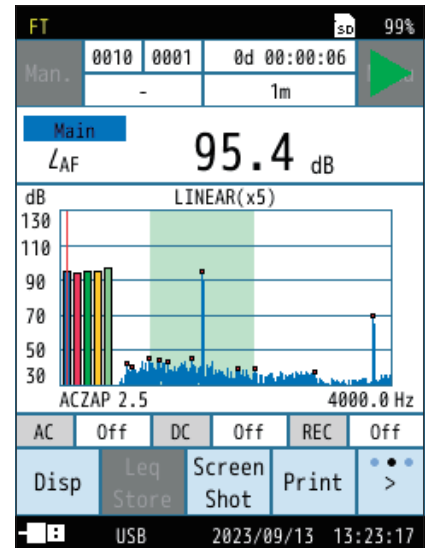 FT SD 99%
Man. 0010 0001 0d 00:00:06
- 1m
Main
LAF 95.4 dB
dB LINEAR(x5)
130
110
90
70
50
30
ACZAP 2.5 4000.0 Hz
AC Off DC Off REC Off
Disp Leq Store Screen Shot Print >
USB 2023/09/13 13:23:17